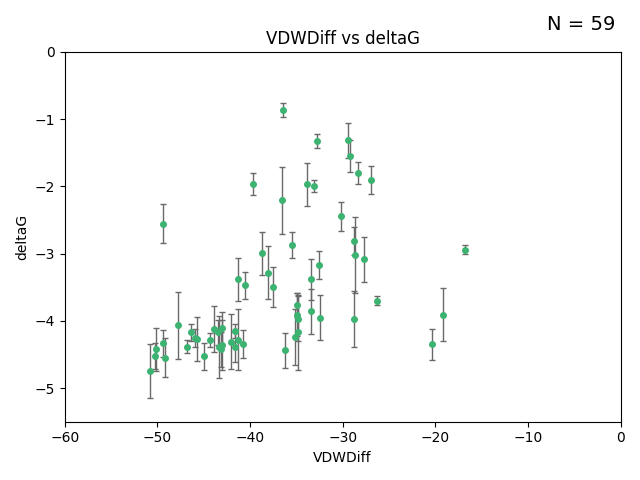 N = 59
VDWDiff vs deltaG
0
−1
−2
−3
−4
−5
deltaG
−60 −50 −40 −30 −20 −10 0
VDWDiff